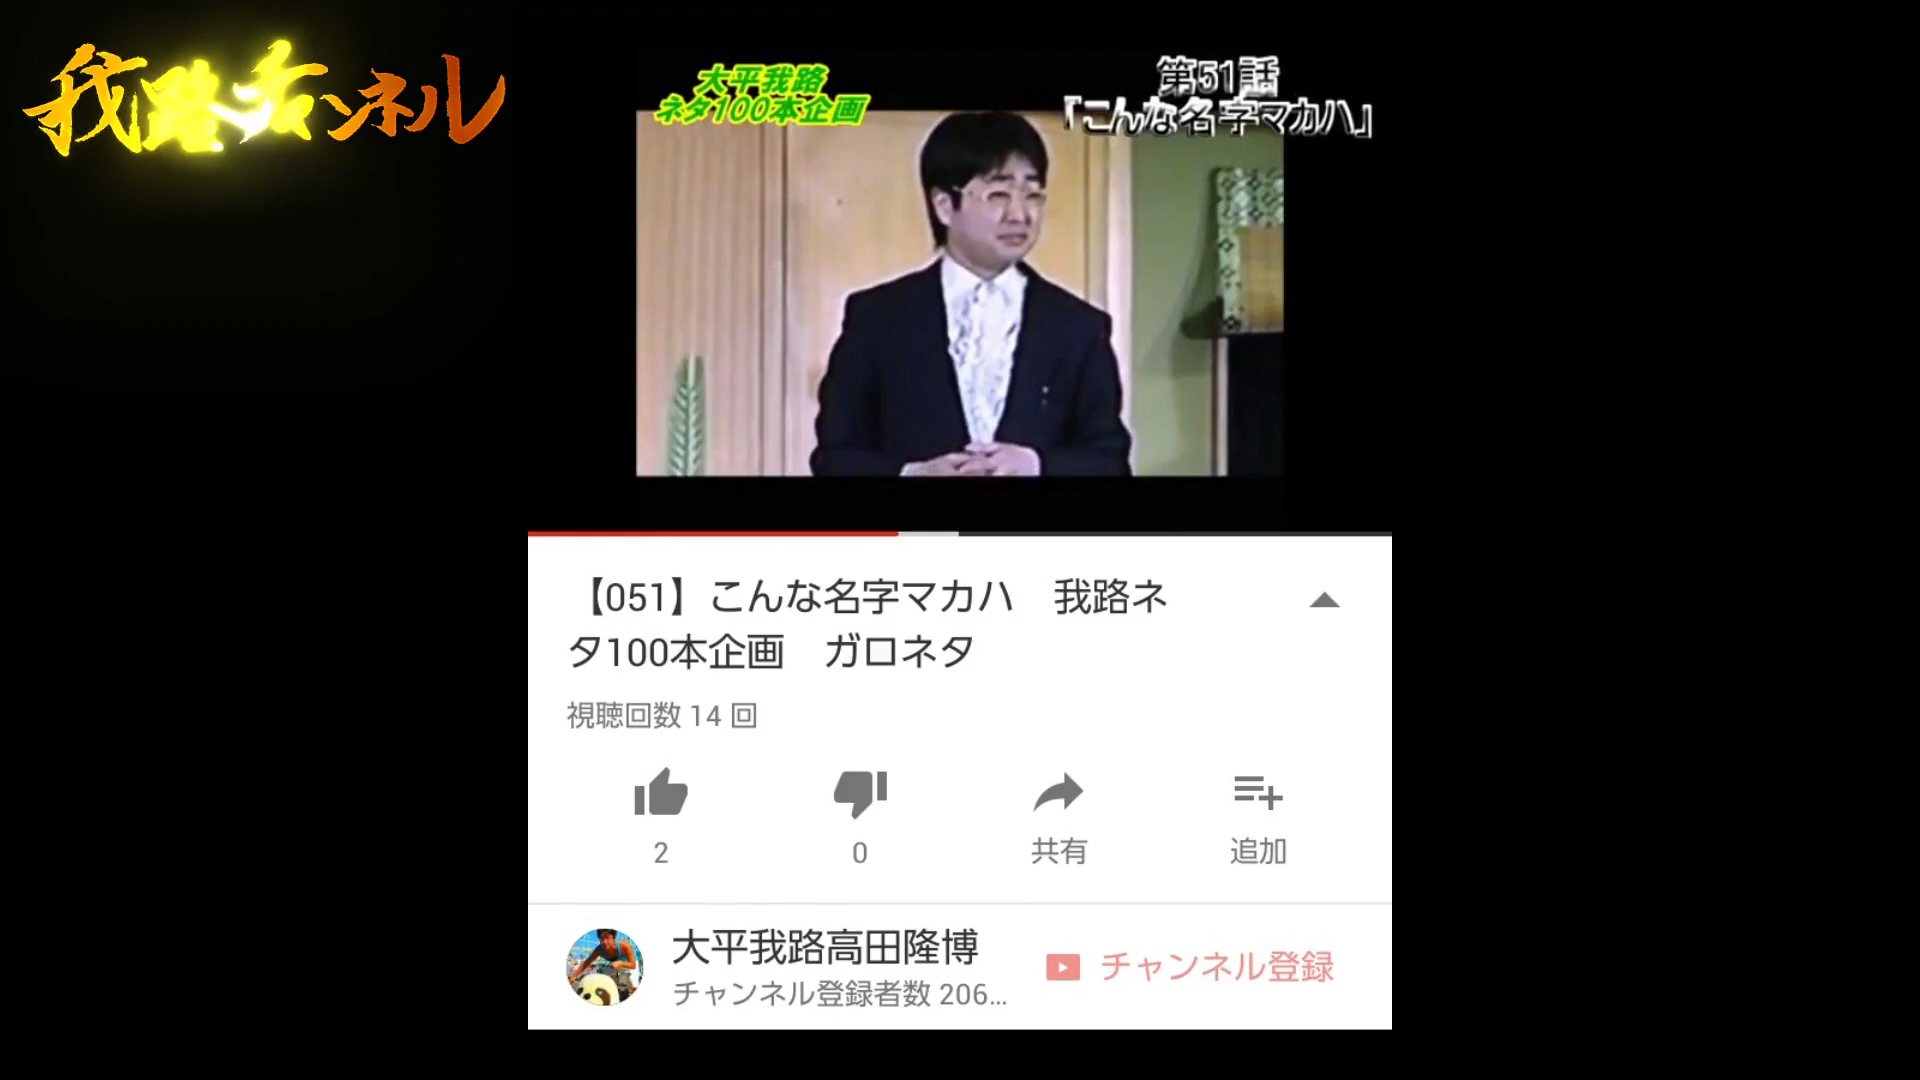 我路チャンネル
大平我路
ネタ100本企画
第51話
「こんな名字マカハ」
【051】こんな名字マカハ　我路ネ
タ100本企画　ガロネタ
視聴回数 14 回
2
0
共有
追加
大平我路高田隆博
チャンネル登録者数 206...
チャンネル登録